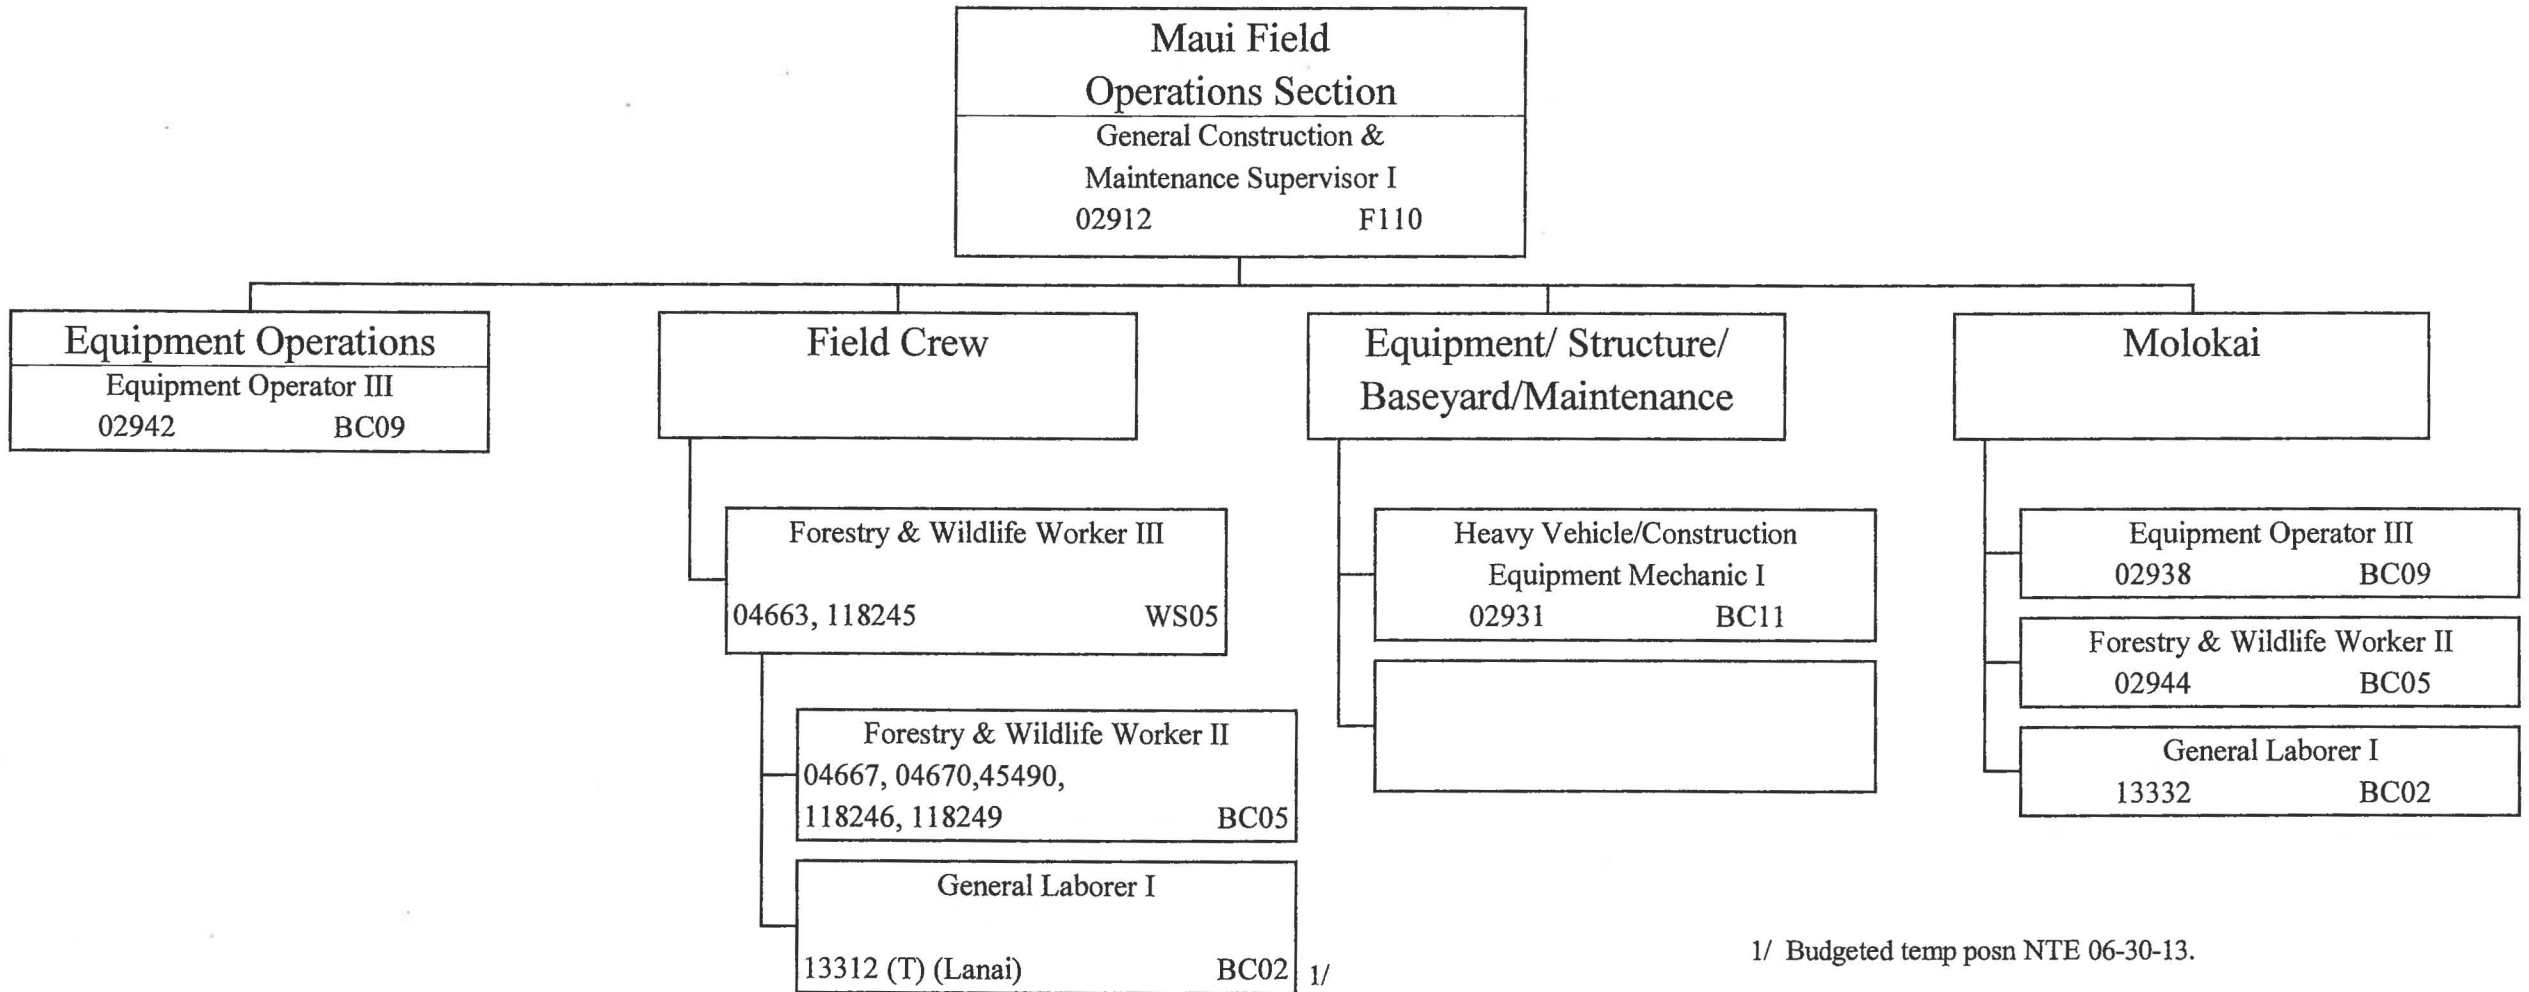 Maui Field
Operations Section
General Construction &
Maintenance Supervisor I
02912 F110
Equipment Operations
Equipment Operator III
02942 BC09
Field Crew
Forestry & Wildlife Worker III
04663, 118245 WS05
Forestry & Wildlife Worker II
04667, 04670,45490,
118246, 118249 BC05
General Laborer I
13312 (T) (Lanai) BC02 1/
Equipment/ Structure/
Baseyard/Maintenance
Heavy Vehicle/Construction
Equipment Mechanic I
02931 BC11
Molokai
Equipment Operator III
02938 BC09
Forestry & Wildlife Worker II
02944 BC05
General Laborer I
13332 BC02
1/ Budgeted temp posn NTE 06-30-13.